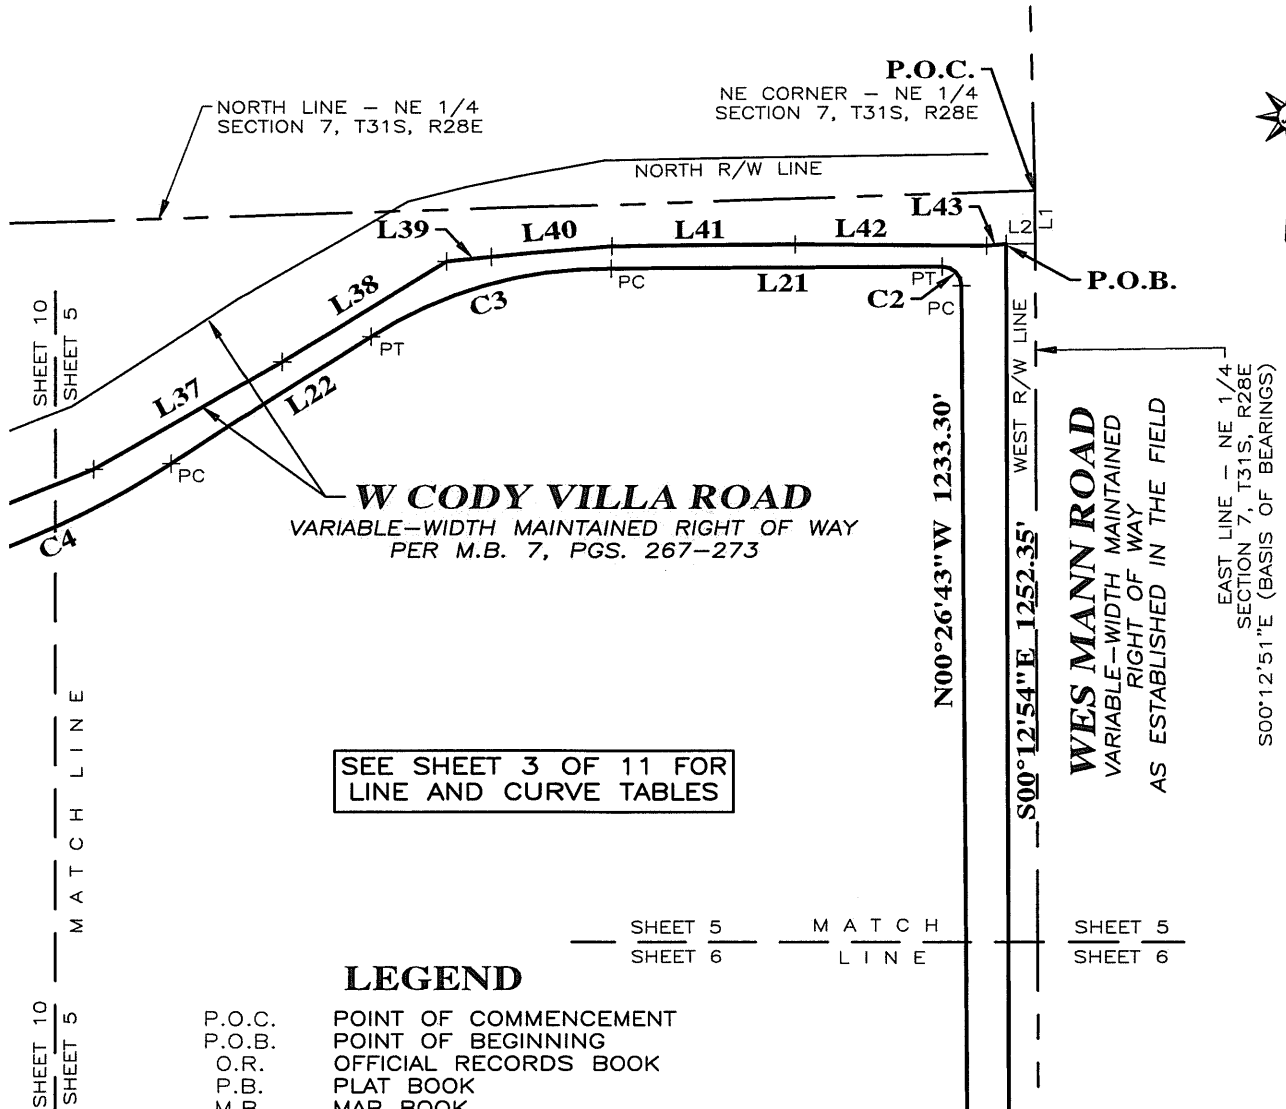 P.O.C.
NE CORNER – NE 1/4
SECTION 7, T31S, R28E
NORTH LINE – NE 1/4
SECTION 7, T31S, R28E
NORTH R/W LINE
L43
L2
L1
L39
L40
L41
L42
P.O.B.
L38
C3
PC
L21
PT
C2
PC
SHEET 10
SHEET 5
PT
L37
L22
PC
C4
W CODY VILLA ROAD
VARIABLE–WIDTH MAINTAINED RIGHT OF WAY
PER M.B. 7, PGS. 267–273
N00°26'43"W 1233.30'
WEST R/W LINE
S00°12'54"E 1252.35'
WES MANN ROAD
VARIABLE–WIDTH MAINTAINED
RIGHT OF WAY
AS ESTABLISHED IN THE FIELD
EAST LINE – NE 1/4
SECTION 7, T31S, R28E
S00°12'51"E (BASIS OF BEARINGS)
MATCH LINE
SEE SHEET 3 OF 11 FOR
LINE AND CURVE TABLES
SHEET 5 MATCH SHEET 5
SHEET 6 LINE SHEET 6
LEGEND
SHEET 10
SHEET 5
P.O.C. POINT OF COMMENCEMENT
P.O.B. POINT OF BEGINNING
O.R. OFFICIAL RECORDS BOOK
P.B. PLAT BOOK
M.B. MAP BOOK